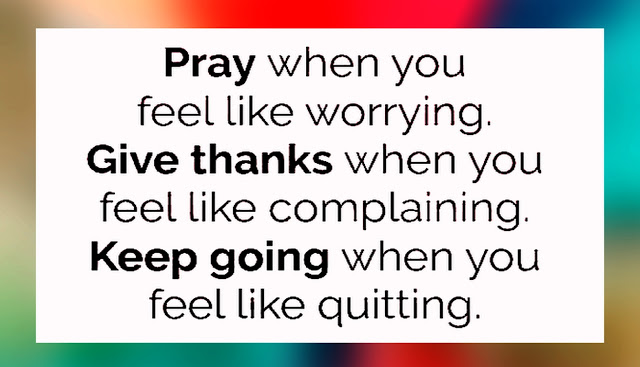 Pray when you
feel like worrying.
Give thanks when you
feel like complaining.
Keep going when you
feel like quitting.